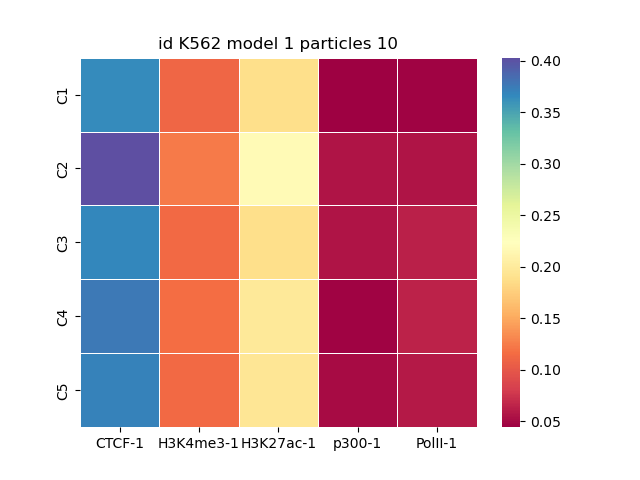 id K562 model 1 particles 10
C1
C2
C3
C4
C5
CTCF-1 H3K4me3-1 H3K27ac-1 p300-1 PolII-1
0.40
0.35
0.30
0.25
0.20
0.15
0.10
0.05